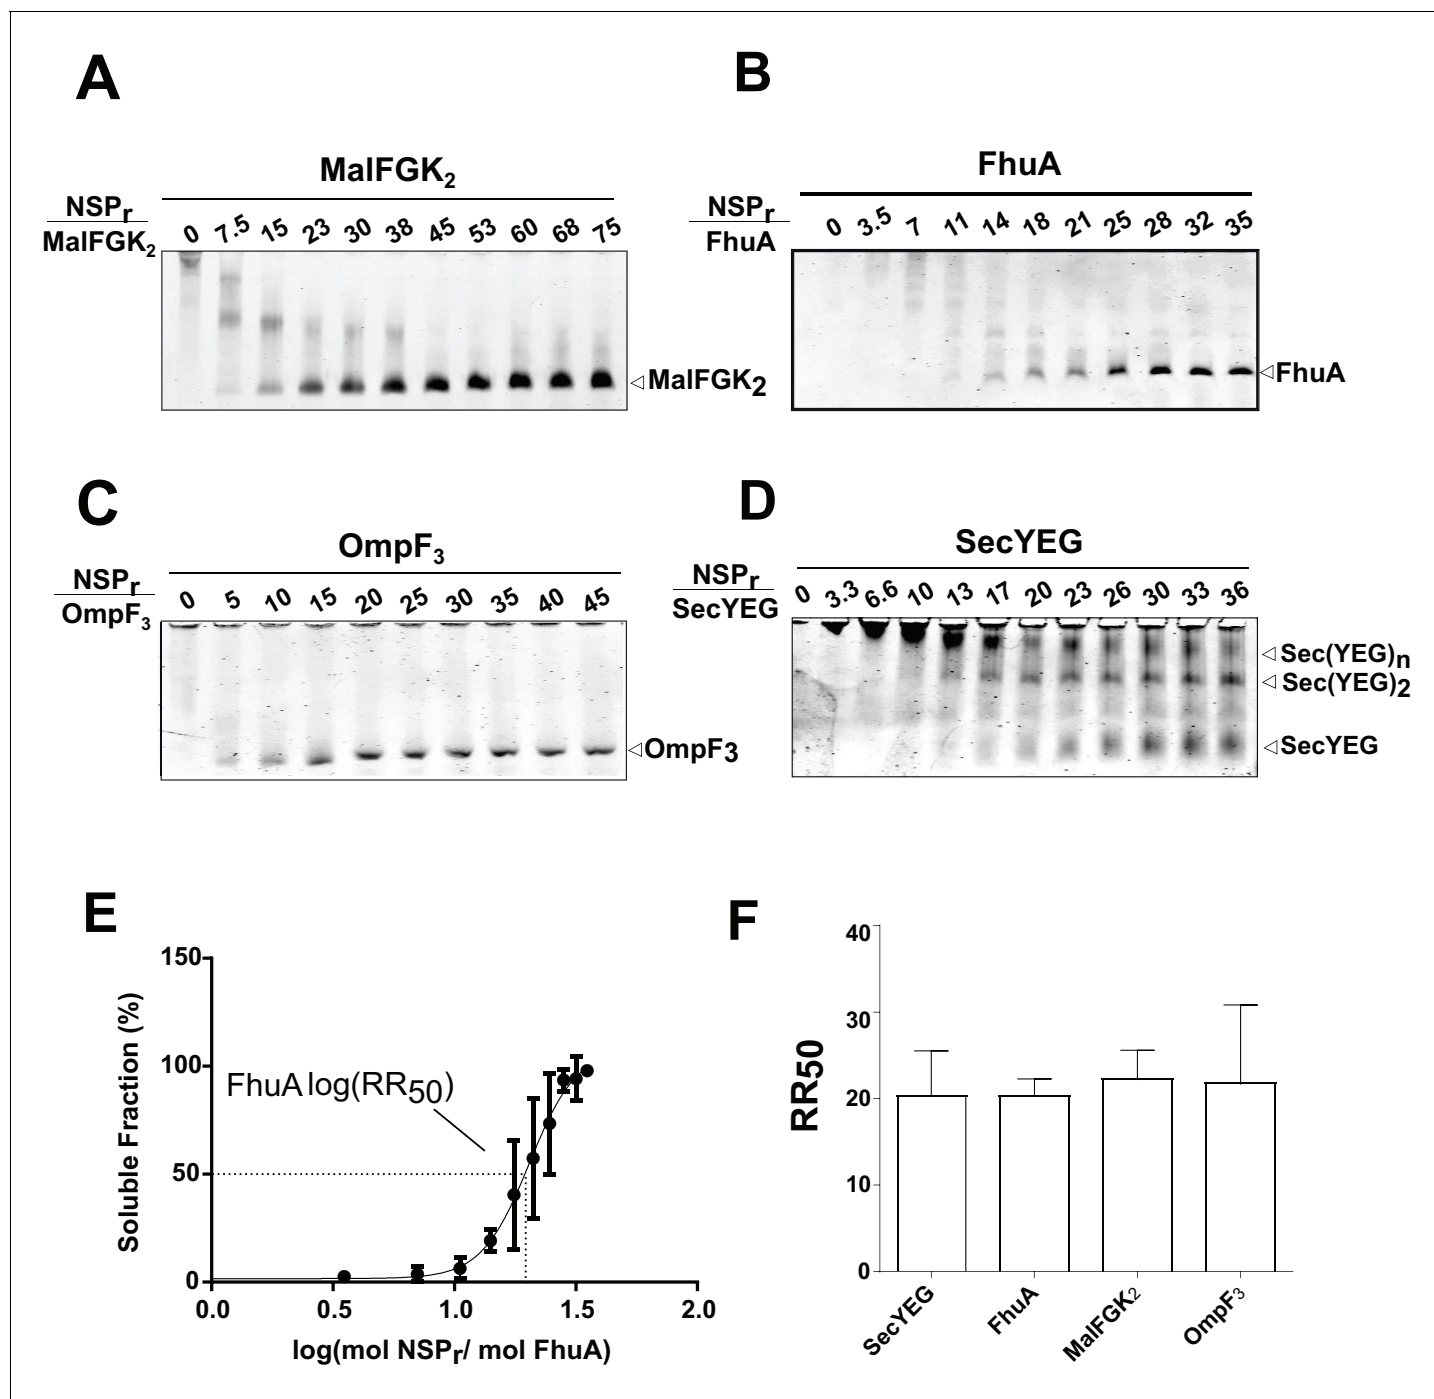 A
MalFGK2
NSPr
MalFGK2
0 7.5 15 23 30 38 45 53 60 68 75
MalFGK2
B
FhuA
NSPr
FhuA
0 3.5 7 11 14 18 21 25 28 32 35
FhuA
C
OmpF3
NSPr
OmpF3
0 5 10 15 20 25 30 35 40 45
OmpF3
D
SecYEG
NSPr
SecYEG
0 3.3 6.6 10 13 17 20 23 26 30 33 36
Sec(YEG)n
Sec(YEG)2
SecYEG
E
Soluble Fraction (%)
150
100
50
0
FhuA log(RR50)
0.0 0.5 1.0 1.5 2.0
log(mol NSPr/ mol FhuA)
F
RR50
40
30
20
10
0
SecYEG
FhuA
MalFGK2
OmpF3